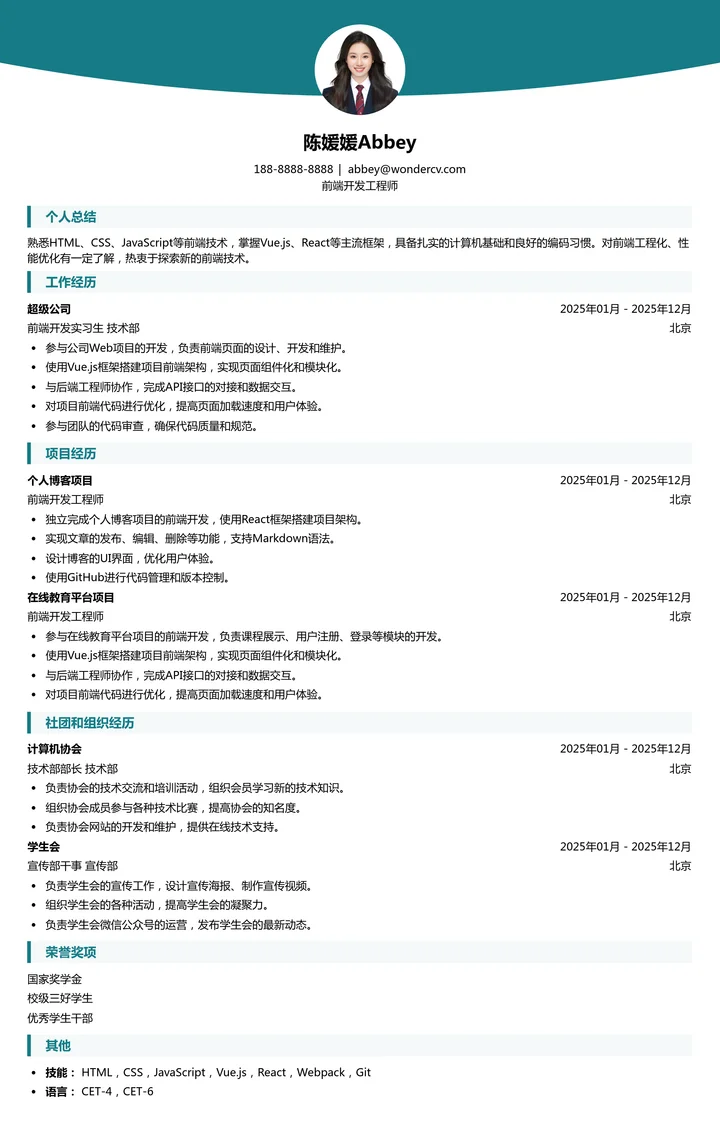 陈媛媛Abbey
188-8888-8888 | abbey@wondercv.com
前端开发工程师
个人总结
熟悉HTML、CSS、JavaScript等前端技术，掌握Vue.js、React等主流框架，具备扎实的计算机基础和良好的编码习惯。对前端工程化、性
能优化有一定了解，热衷于探索新的前端技术。
工作经历
超级公司 2025年01月 - 2025年12月
前端开发实习生 技术部 北京
• 参与公司Web项目的开发，负责前端页面的设计、开发和维护。
• 使用Vue.js框架搭建项目前端架构，实现页面组件化和模块化。
• 与后端工程师协作，完成API接口的对接和数据交互。
• 对项目前端代码进行优化，提高页面加载速度和用户体验。
• 参与团队的代码审查，确保代码质量和规范。
项目经历
个人博客项目 2025年01月 - 2025年12月
前端开发工程师 北京
• 独立完成个人博客项目的前端开发，使用React框架搭建项目架构。
• 实现文章的发布、编辑、删除等功能，支持Markdown语法。
• 设计博客的UI界面，优化用户体验。
• 使用GitHub进行代码管理和版本控制。
在线教育平台项目 2025年01月 - 2025年12月
前端开发工程师 北京
• 参与在线教育平台项目的前端开发，负责课程展示、用户注册、登录等模块的开发。
• 使用Vue.js框架搭建项目前端架构，实现页面组件化和模块化。
• 与后端工程师协作，完成API接口的对接和数据交互。
• 对项目前端代码进行优化，提高页面加载速度和用户体验。
社团和组织经历
计算机协会 2025年01月 - 2025年12月
技术部部长 技术部 北京
• 负责协会的技术交流和培训活动，组织会员学习新的技术知识。
• 组织协会成员参与各种技术比赛，提高协会的知名度。
• 负责协会网站的开发和维护，提供在线技术支持。
学生会 2025年01月 - 2025年12月
宣传部干事 宣传部 北京
• 负责学生会的宣传工作，设计宣传海报、制作宣传视频。
• 组织学生会的各种活动，提高学生会的凝聚力。
• 负责学生会微信公众号的运营，发布学生会的最新动态。
荣誉奖项
国家奖学金
校级三好学生
优秀学生干部
其他
• 技能： HTML，CSS，JavaScript，Vue.js，React，Webpack，Git
• 语言： CET-4，CET-6